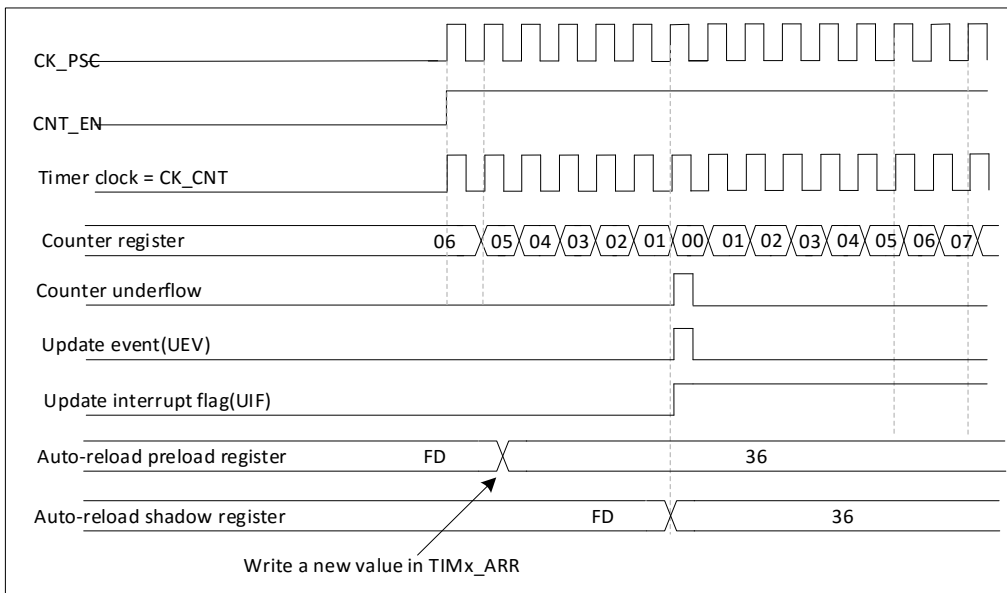 CK_PSC
CNT_EN
Timer clock = CK_CNT
Counter register 06 05 04 03 02 01 00 01 02 03 04 05 06 07
Counter underflow
Update event(UEV)
Update interrupt flag(UIF)
Auto-reload preload register FD 36
Auto-reload shadow register FD 36
Write a new value in TIMx_ARR